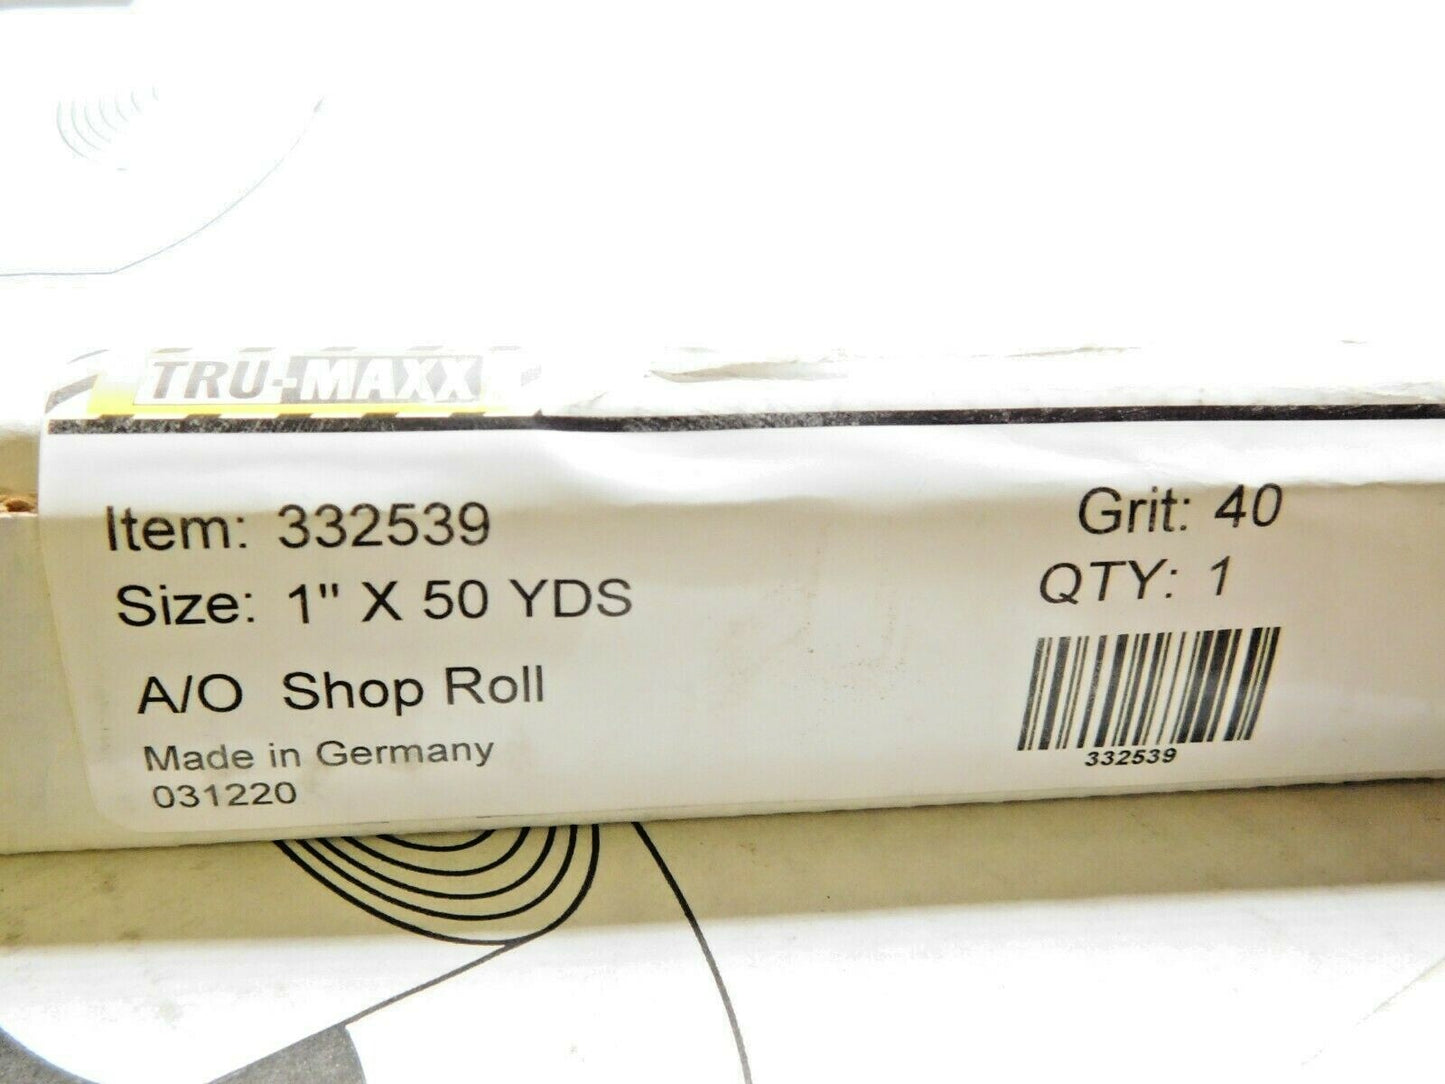 TRU-MAXX
Item: 332539
Size: 1" X 50 YDS
A/O Shop Roll
Made in Germany
031220
Grit: 40
QTY: 1
332539